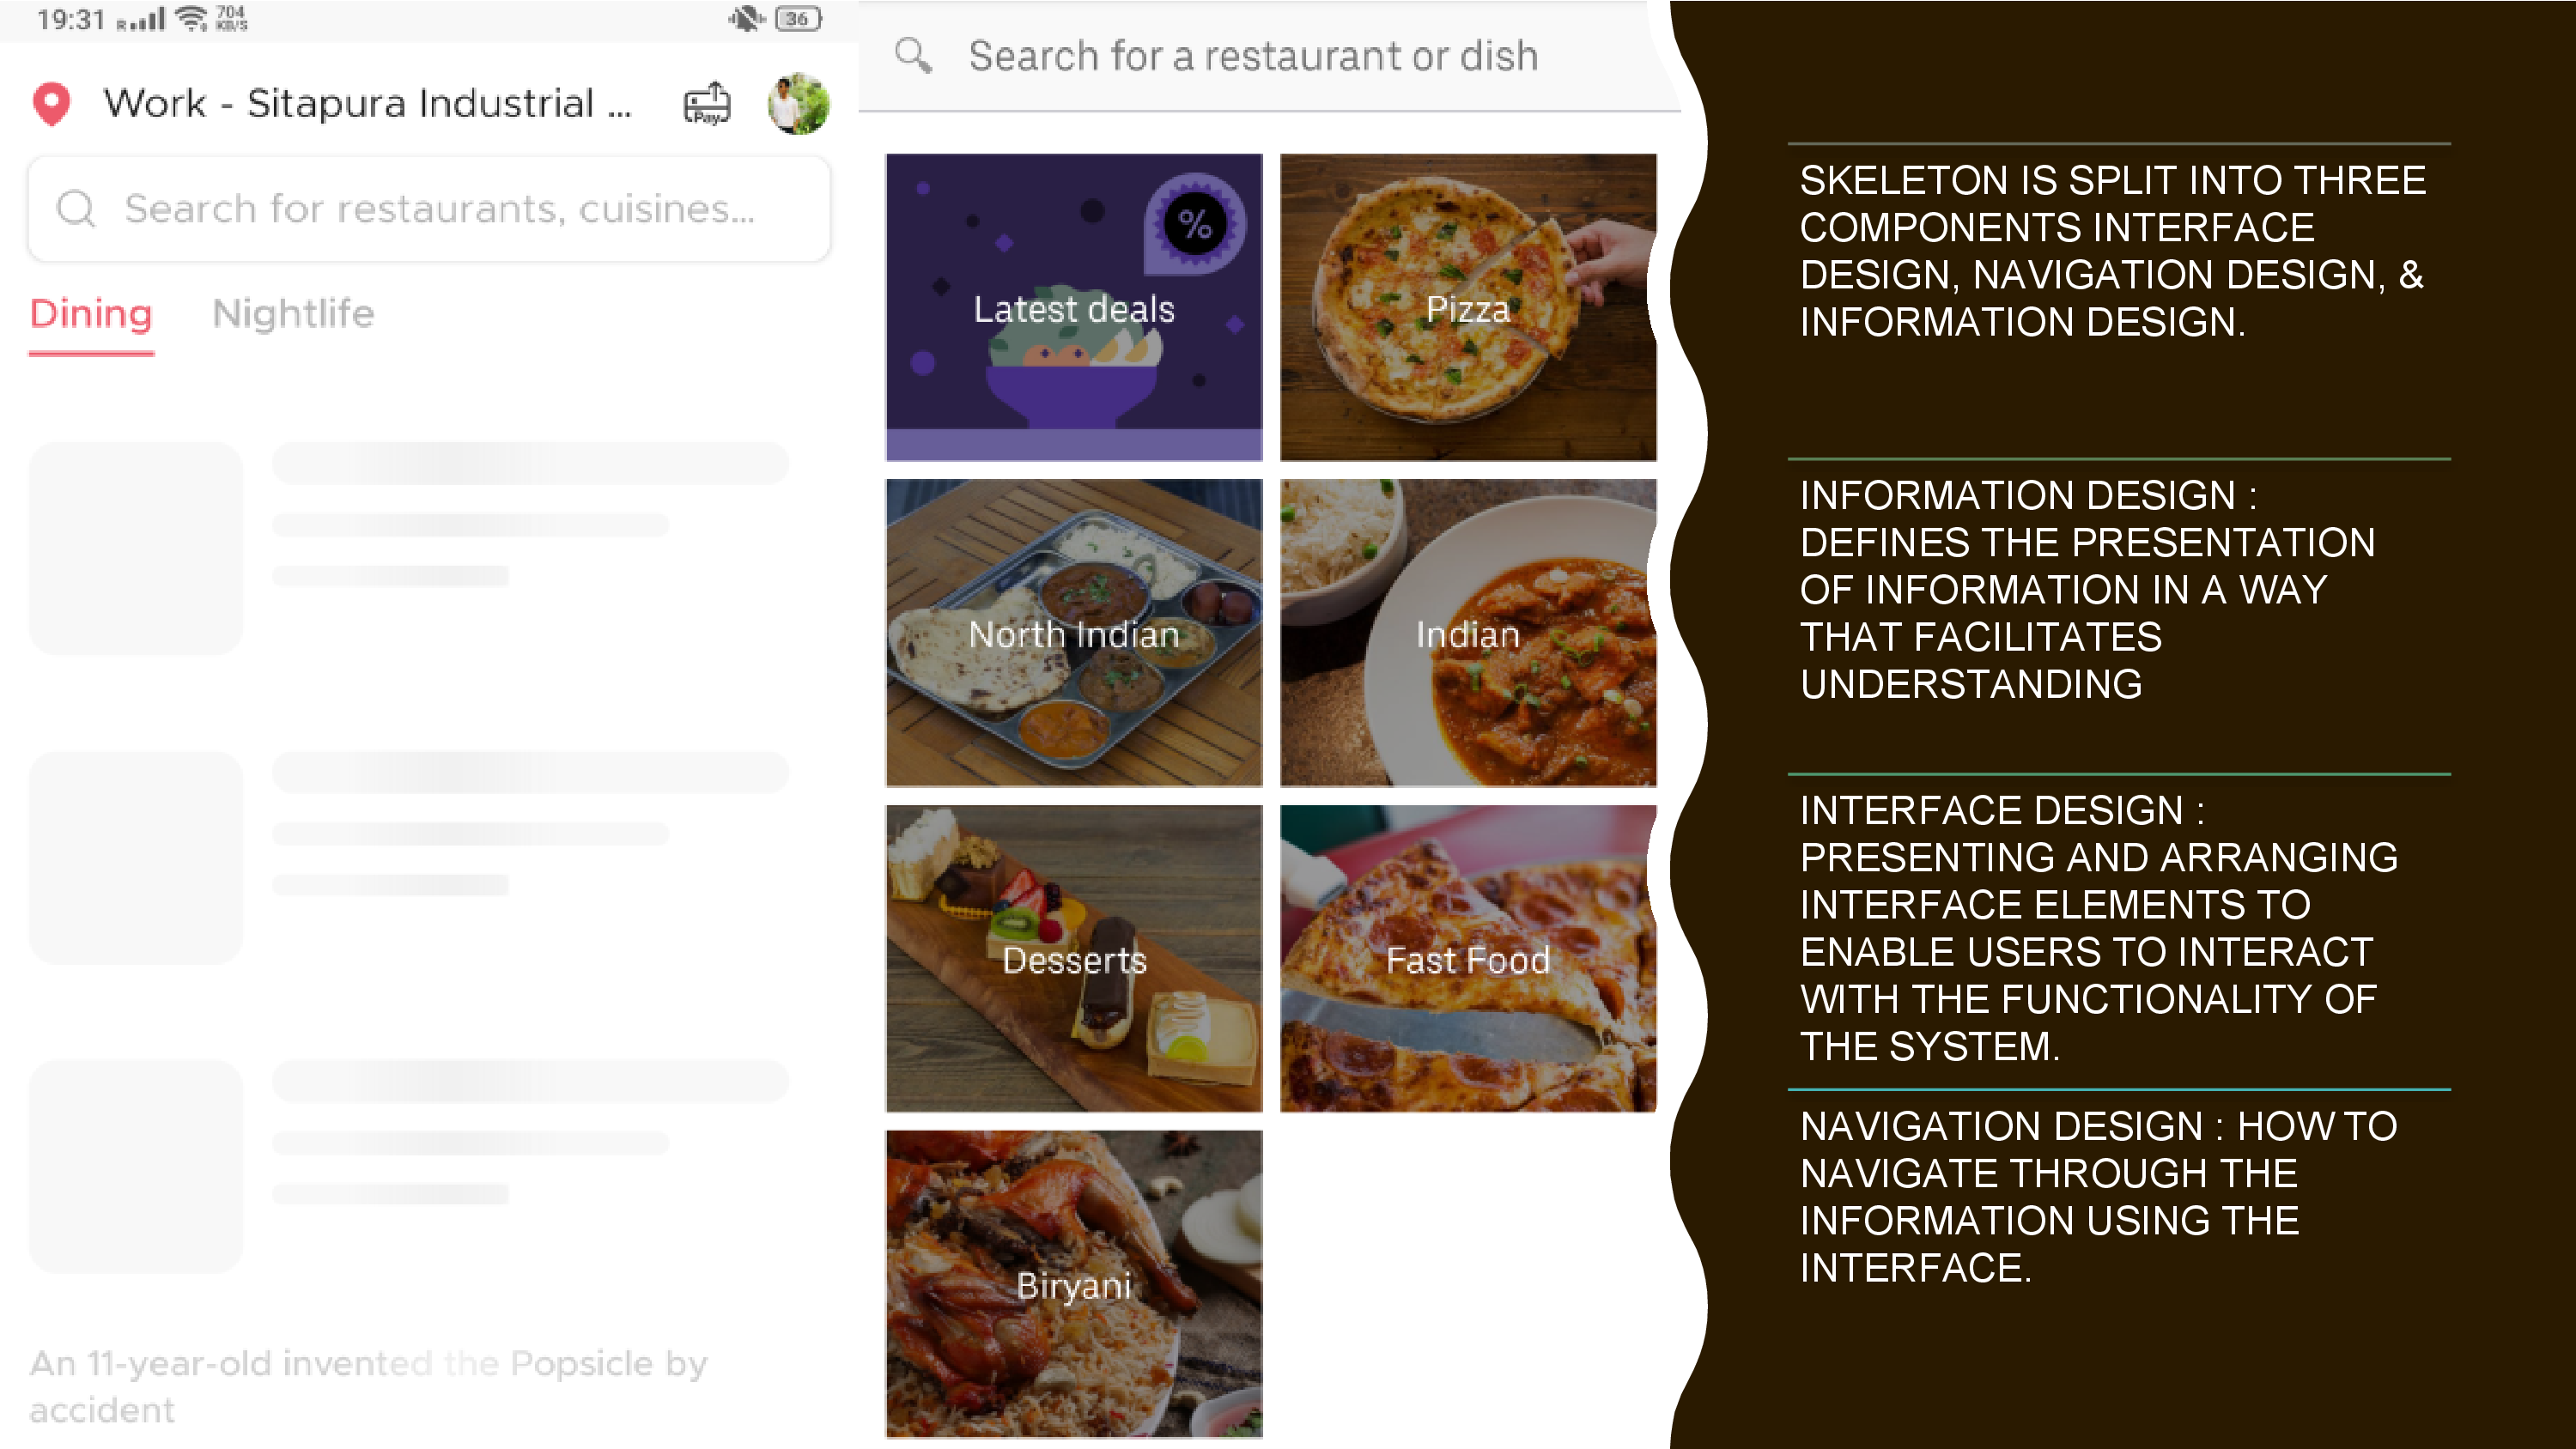 19:31 R 704 KB/S 36
Work - Sitapura Industrial ...
Pay
Search for restaurants, cuisines...
Dining Nightlife
An 11-year-old invented the Popsicle by
accident
Search for a restaurant or dish
%
Latest deals
Pizza
North Indian
Indian
Desserts
Fast Food
Biryani
SKELETON IS SPLIT INTO THREE
COMPONENTS INTERFACE
DESIGN, NAVIGATION DESIGN, &
INFORMATION DESIGN.
INFORMATION DESIGN :
DEFINES THE PRESENTATION
OF INFORMATION IN A WAY
THAT FACILITATES
UNDERSTANDING
INTERFACE DESIGN :
PRESENTING AND ARRANGING
INTERFACE ELEMENTS TO
ENABLE USERS TO INTERACT
WITH THE FUNCTIONALITY OF
THE SYSTEM.
NAVIGATION DESIGN : HOW TO
NAVIGATE THROUGH THE
INFORMATION USING THE
INTERFACE.